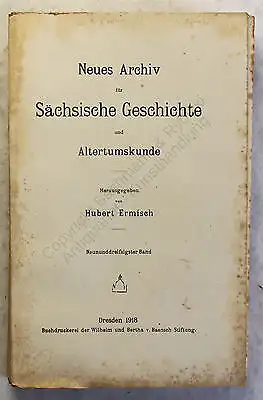 Neues Archiv
für
Sächsische Geschichte
und
Altertumskunde
Herausgegeben
von
Hubert Ermisch
Neununddreißigster Band
Dresden 1918
Buchdruckerei der Wilhelm und Bertha v. Baensch Stiftung.